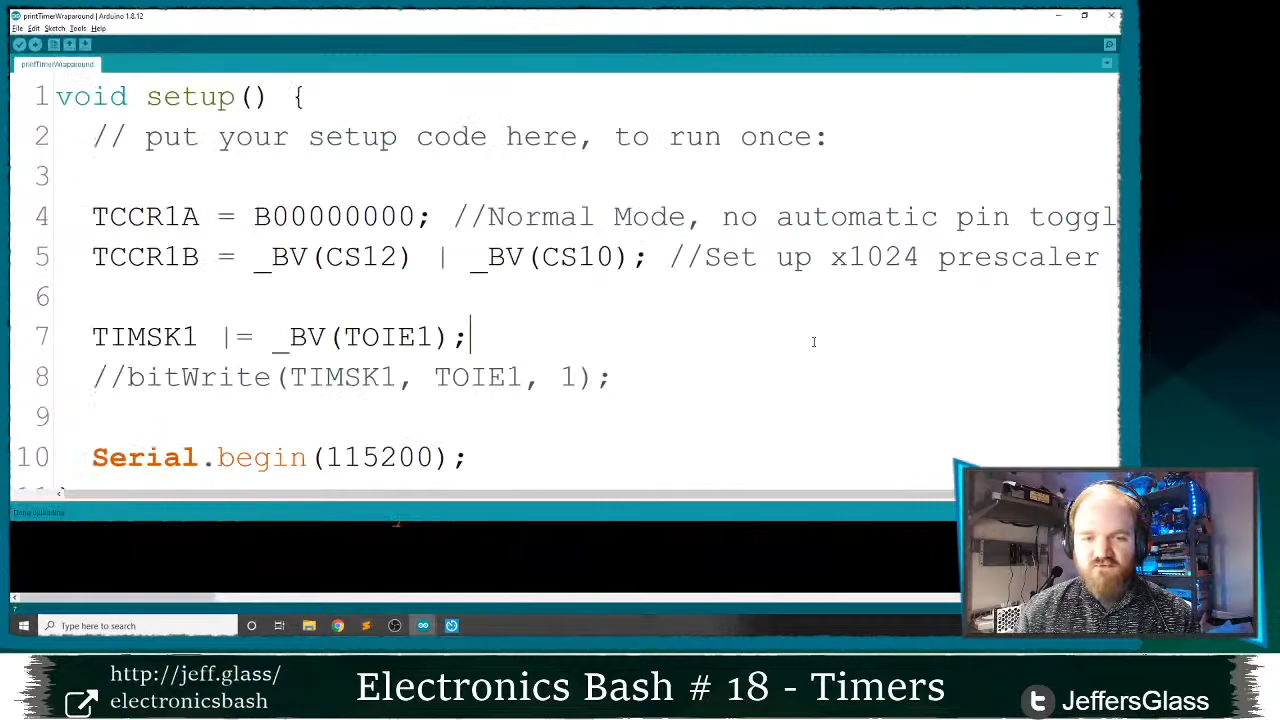 printTimerWraparound | Arduino 1.8.12
File Edit Sketch Tools Help
printTimerWraparound
1 void setup() {
2 // put your setup code here, to run once:
3
4 TCCR1A = B00000000; //Normal Mode, no automatic pin toggl
5 TCCR1B = _BV(CS12) | _BV(CS10); //Set up x1024 prescaler
6
7 TIMSK1 |= _BV(TOIE1);
8 //bitWrite(TIMSK1, TOIE1, 1);
9
10 Serial.begin(115200);
Done uploading.
Type here to search
http://jeff.glass/
electronicsbash
Electronics Bash # 18 - Timers
JeffersGlass